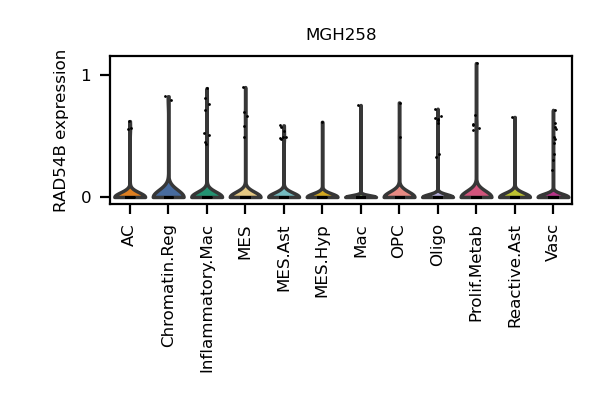 MGH258
RAD54B expression
1
0
AC
Chromatin.Reg
Inflammatory.Mac
MES
MES.Ast
MES.Hyp
Mac
OPC
Oligo
Prolif.Metab
Reactive.Ast
Vasc